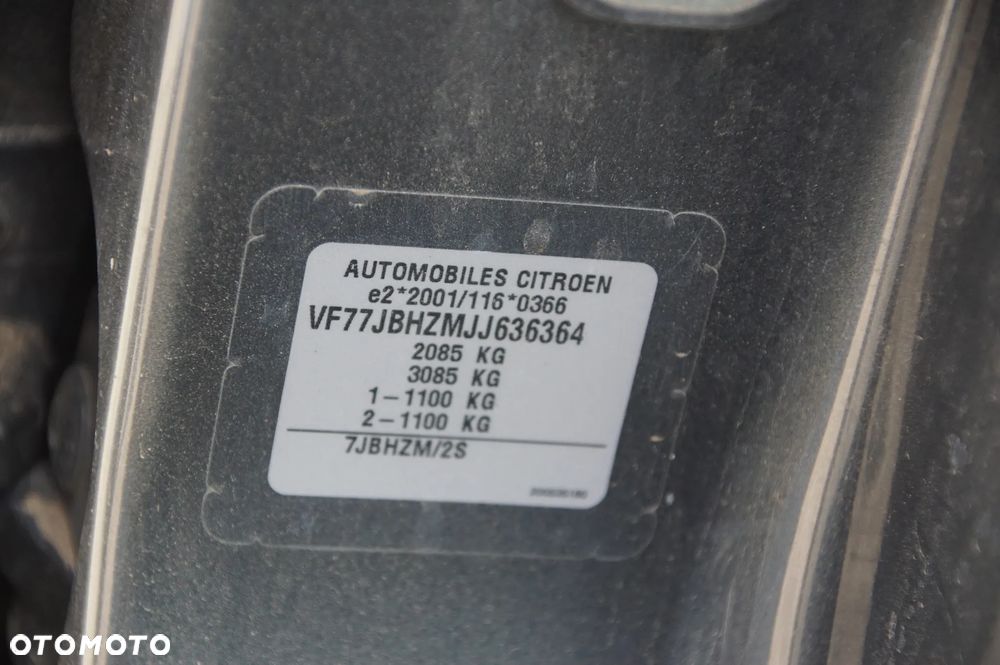 AUTOMOBILES CITROEN
e2*2001/116*0366
VF77JBHZMJJ636364
2085 KG
3085 KG
1-1100 KG
2-1100 KG
7JBHZM/2S
OTOMOTO